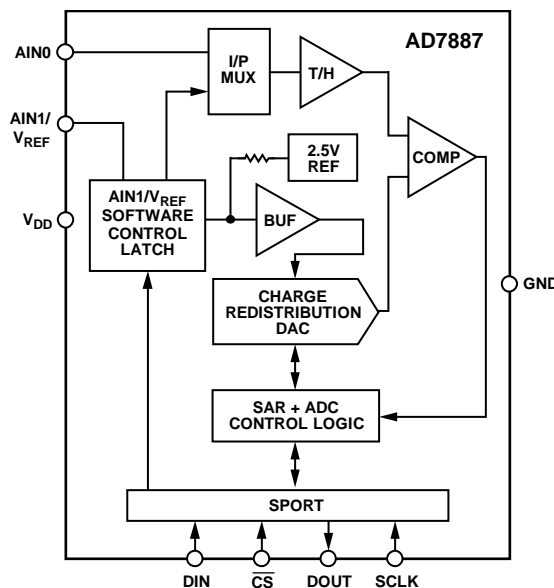 AD7887
AIN0
I/P
MUX
T/H
AIN1/
VREF
2.5V
REF
COMP
AIN1/VREF
SOFTWARE
CONTROL
LATCH
VDD
BUF
GND
CHARGE
REDISTRIBUTION
DAC
SAR + ADC
CONTROL LOGIC
SPORT
DIN
C̅S̅
DOUT
SCLK